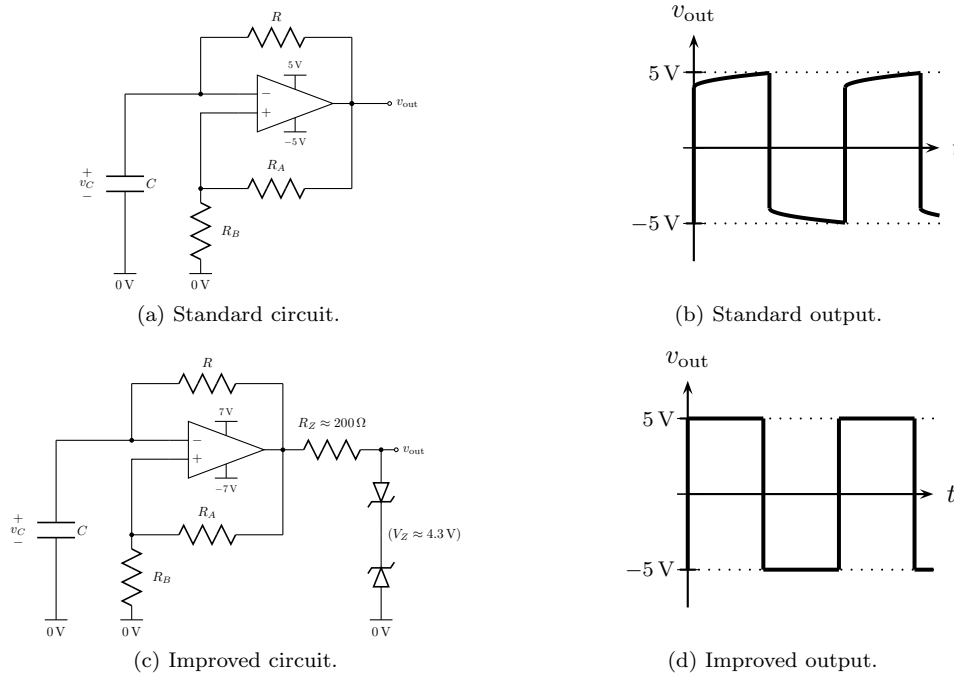 R
5 V
−
+
−5 V
v_out
R_A
+
v_C
−
C
R_B
0 V
0 V
(a) Standard circuit.
v_out
5 V
−5 V
(b) Standard output.
R
7 V
−
+
−7 V
R_Z ≈ 200 Ω
v_out
R_A
(V_Z ≈ 4.3 V)
+
v_C
−
C
R_B
0 V
0 V
0 V
(c) Improved circuit.
v_out
5 V
t
−5 V
(d) Improved output.